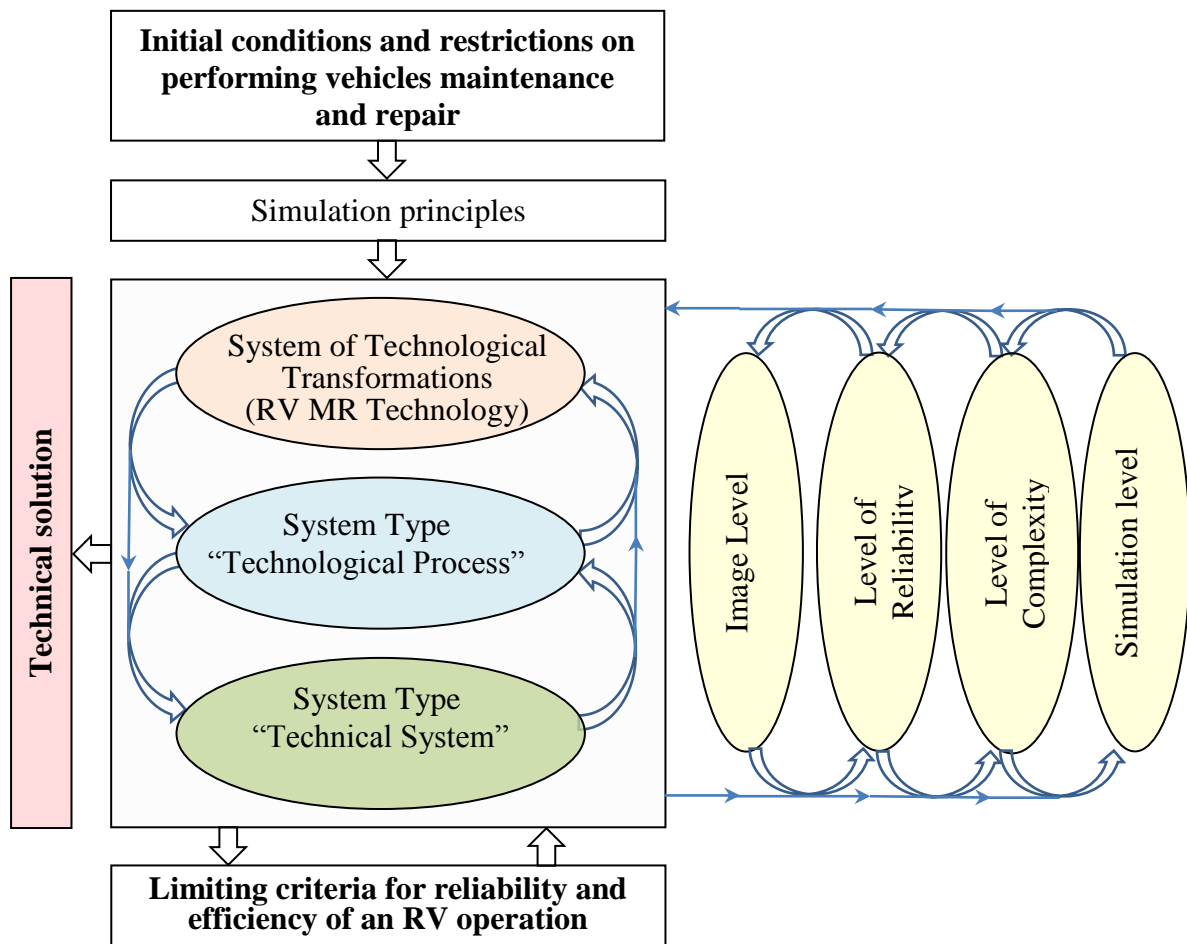 Initial conditions and restrictions on
performing vehicles maintenance
and repair
Simulation principles
Technical solution
System of Technological
Transformations
(RV MR Technology)
System Type
“Technological Process”
System Type
“Technical System”
Image Level
Level of
Reliability
Level of
Complexity
Simulation level
Limiting criteria for reliability and
efficiency of an RV operation